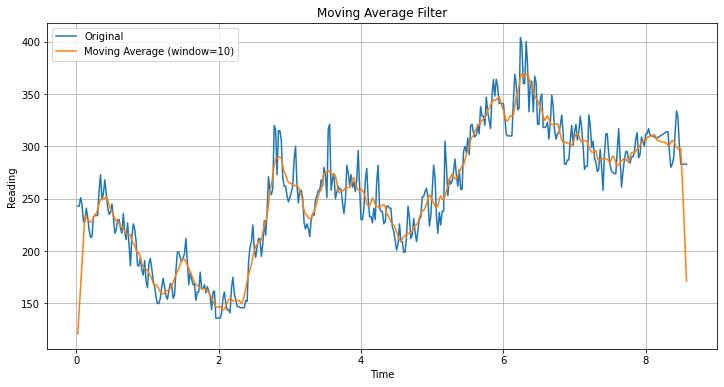 Moving Average Filter
Original
Moving Average (window=10)
400
350
300
250
200
150
Reading
0 2 4 6 8
Time